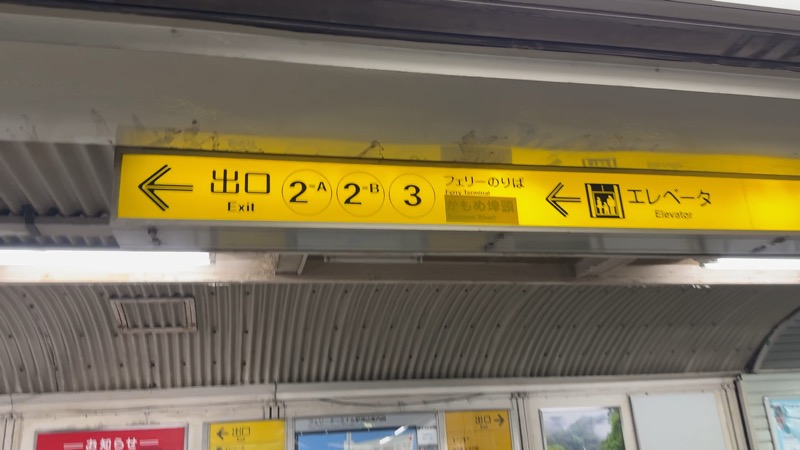 出口
Exit
2-A
2-B
3
フェリーのりば
Ferry Terminal
かもめ埠頭
エレベータ
Elevator
お知らせ
出口
出口